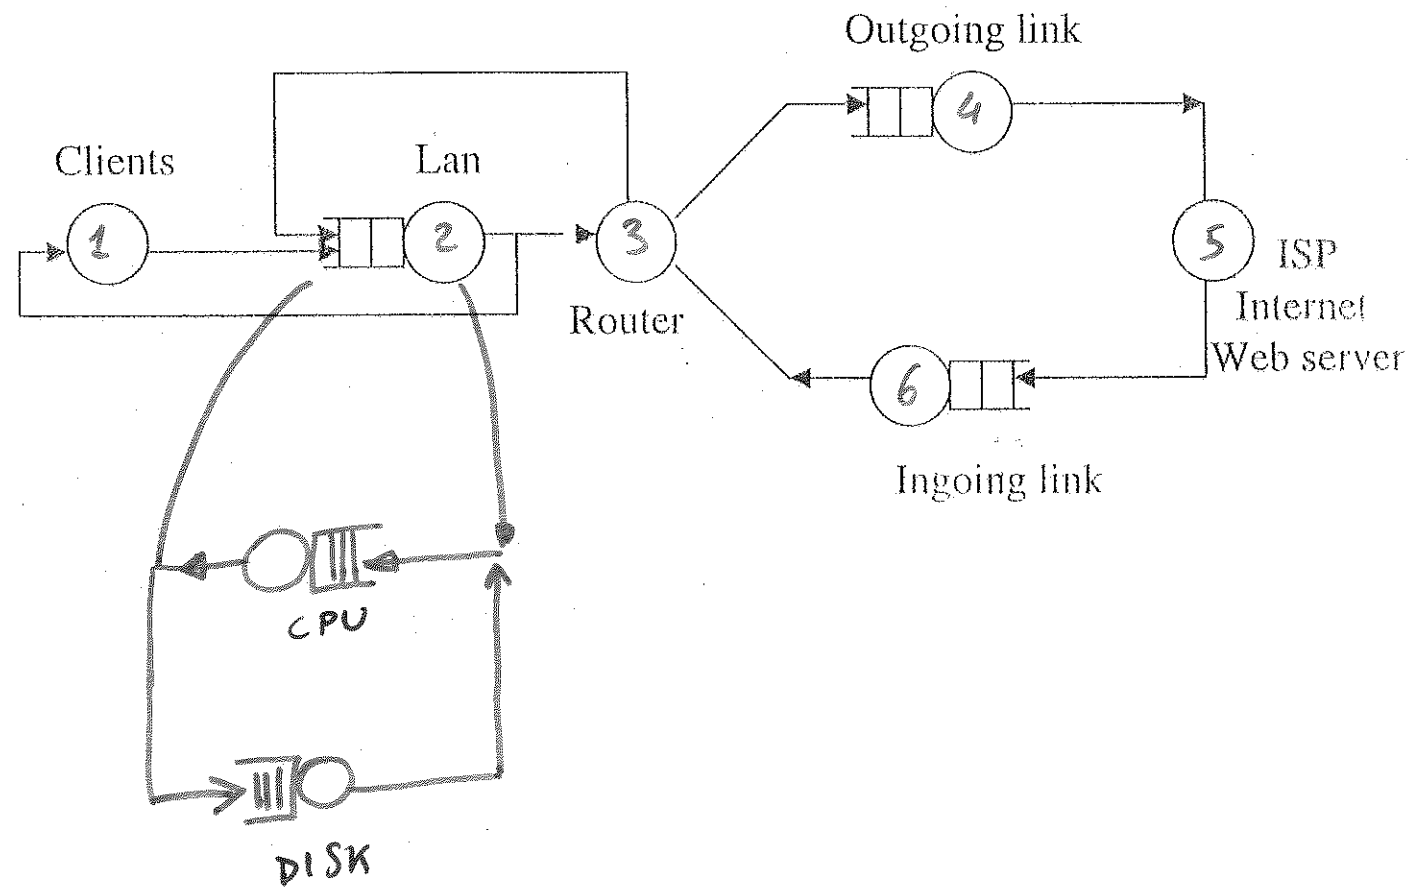 Outgoing link
4
Clients
Lan
1
2
3
5
ISP
Internet
Web server
Router
6
Ingoing link
CPU
DISK